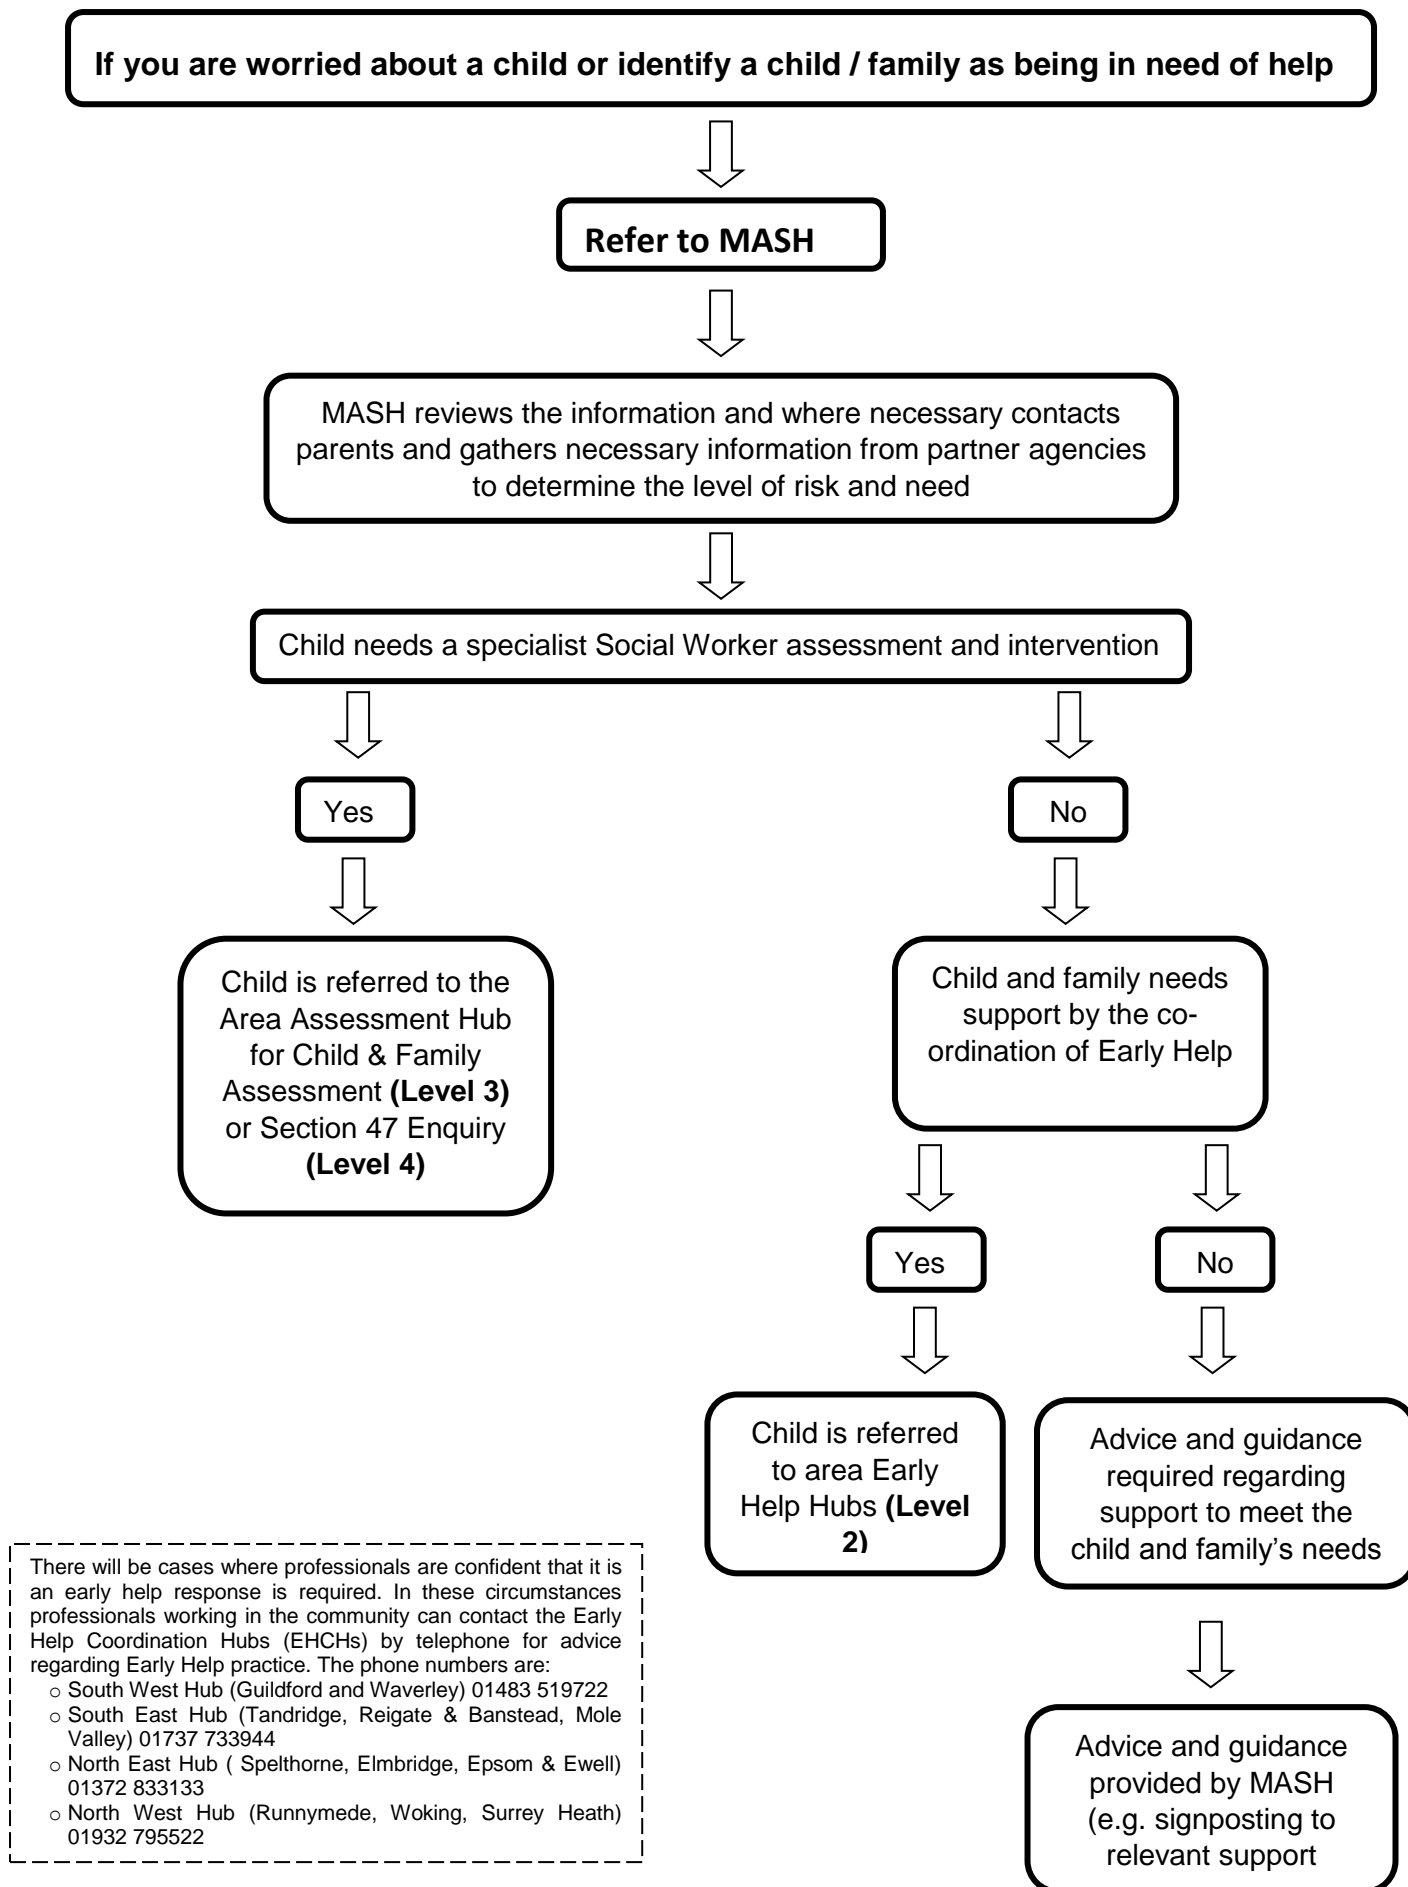 If you are worried about a child or identify a child / family as being in need of help
Refer to MASH
MASH reviews the information and where necessary contacts
parents and gathers necessary information from partner agencies
to determine the level of risk and need
Child needs a specialist Social Worker assessment and intervention
Yes
No
Child is referred to the
Area Assessment Hub
for Child & Family
Assessment (Level 3)
or Section 47 Enquiry
(Level 4)
Child and family needs
support by the co-
ordination of Early Help
Yes
No
Child is referred
to area Early
Help Hubs (Level
2)
Advice and guidance
required regarding
support to meet the
child and family’s needs
Advice and guidance
provided by MASH
(e.g. signposting to
relevant support
There will be cases where professionals are confident that it is
an early help response is required. In these circumstances
professionals working in the community can contact the Early
Help Coordination Hubs (EHCHs) by telephone for advice
regarding Early Help practice. The phone numbers are:
o South West Hub (Guildford and Waverley) 01483 519722
o South East Hub (Tandridge, Reigate & Banstead, Mole
Valley) 01737 733944
o North East Hub ( Spelthorne, Elmbridge, Epsom & Ewell)
01372 833133
o North West Hub (Runnymede, Woking, Surrey Heath)
01932 795522